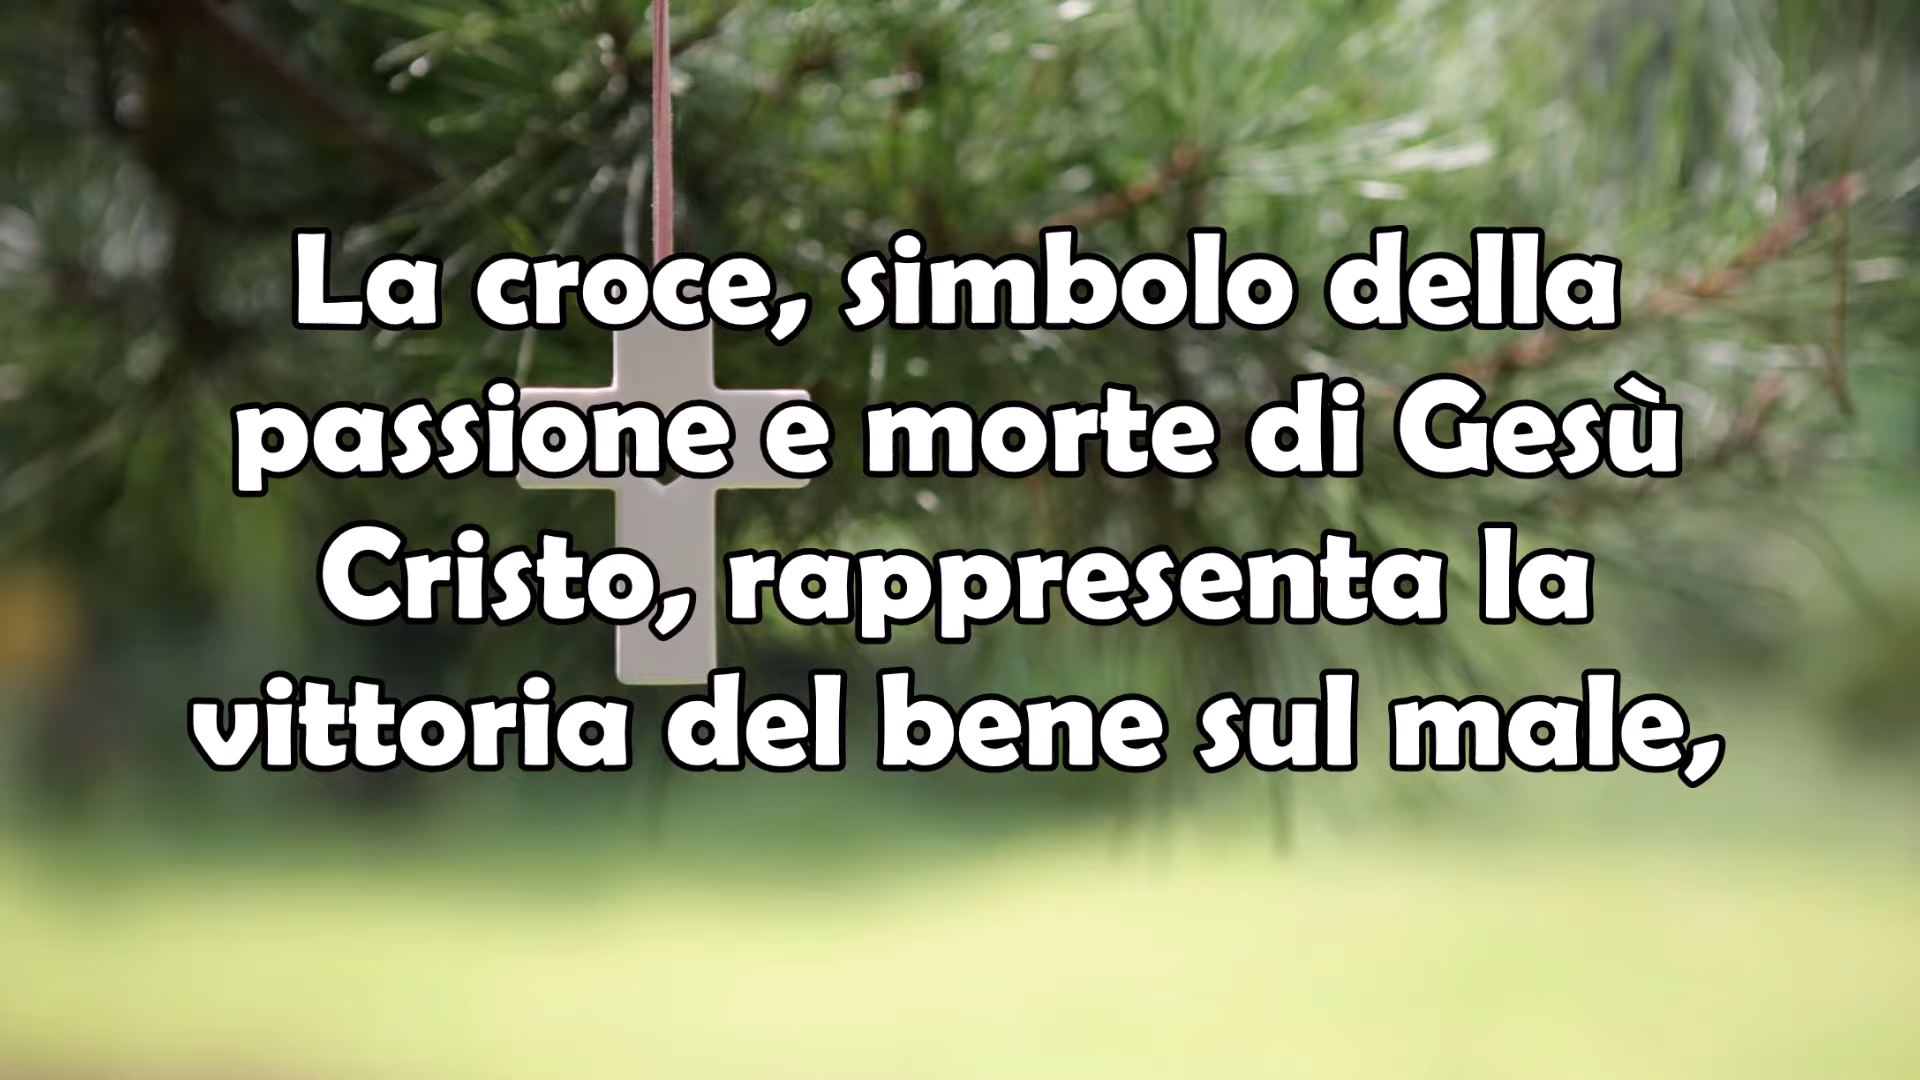 La croce, simbolo della
passione e morte di Gesù
Cristo, rappresenta la
vittoria del bene sul male,